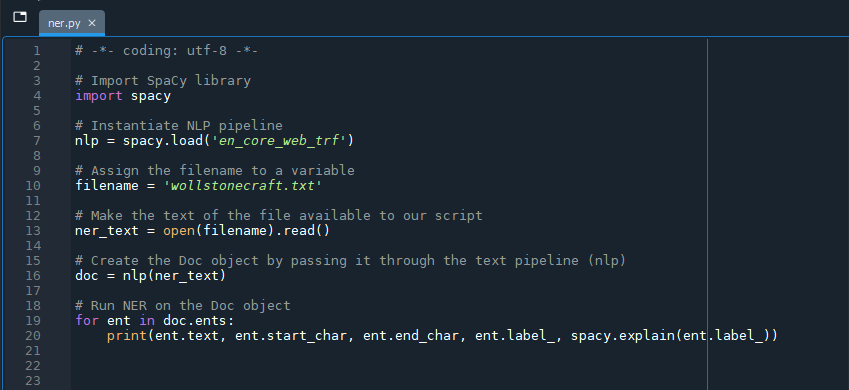 ner.py ×
1 # -*- coding: utf-8 -*-
2
3 # Import SpaCy library
4 import spacy
5
6 # Instantiate NLP pipeline
7 nlp = spacy.load('en_core_web_trf')
8
9 # Assign the filename to a variable
10 filename = 'wollstonecraft.txt'
11
12 # Make the text of the file available to our script
13 ner_text = open(filename).read()
14
15 # Create the Doc object by passing it through the text pipeline (nlp)
16 doc = nlp(ner_text)
17
18 # Run NER on the Doc object
19 for ent in doc.ents:
20     print(ent.text, ent.start_char, ent.end_char, ent.label_, spacy.explain(ent.label_))
21
22
23